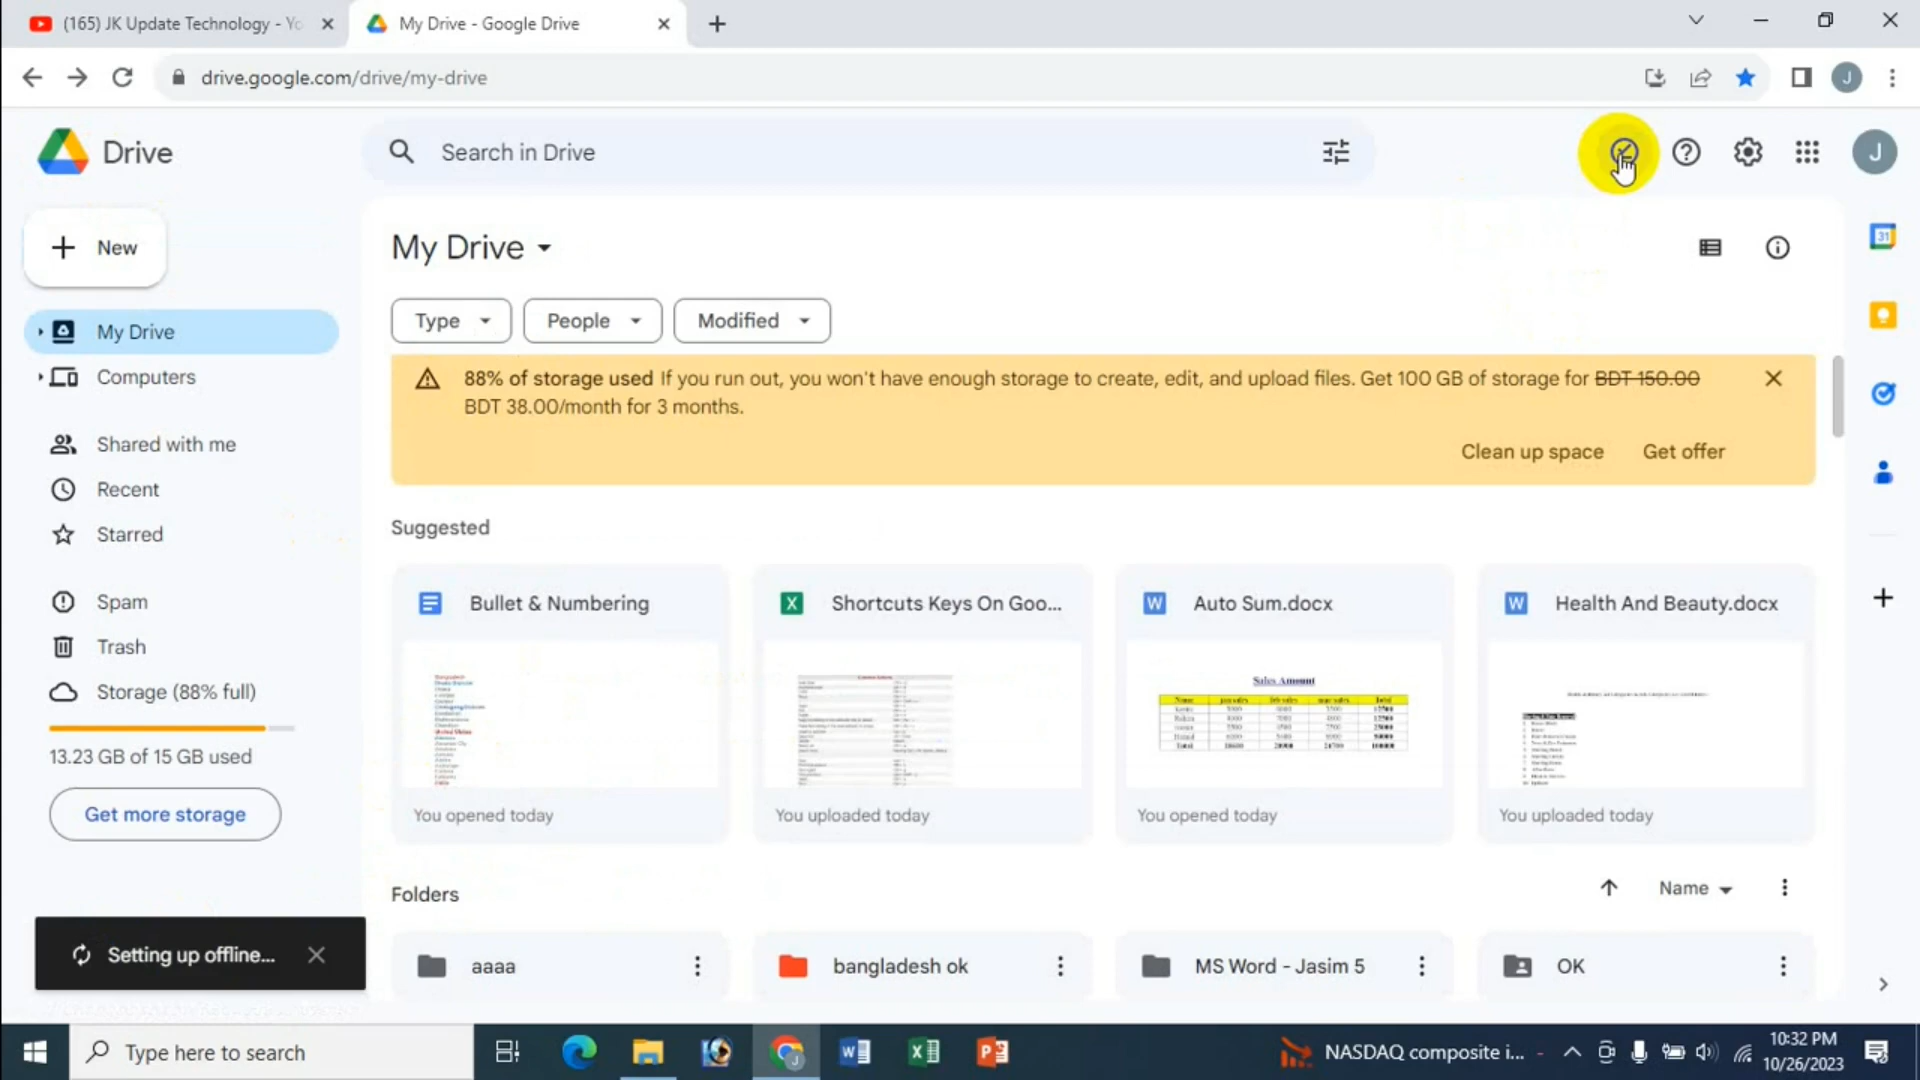 (165) JK Update Technology - Yo
My Drive - Google Drive
drive.google.com/drive/my-drive
J
Drive
Search in Drive
J
New
My Drive
31
Type
People
Modified
My Drive
Computers
88% of storage used If you run out, you won't have enough storage to create, edit, and upload files. Get 100 GB of storage for BDT 150.00
BDT 38.00/month for 3 months.
Clean up space
Get offer
Shared with me
Recent
Starred
Spam
Trash
Storage (88% full)
13.23 GB of 15 GB used
Get more storage
Suggested
Bullet & Numbering
X Shortcuts Keys On Goo...
W Auto Sum.docx
W Health And Beauty.docx
Sales Amount
You opened today
You uploaded today
You opened today
You uploaded today
Folders
Name
aaaa
bangladesh ok
MS Word - Jasim 5
OK
Setting up offline...
Type here to search
NASDAQ composite i...
10:32 PM
10/26/2023